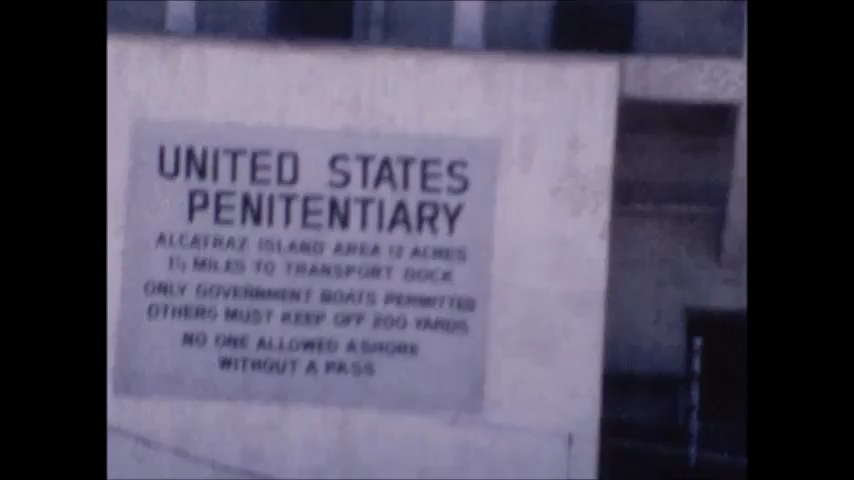 UNITED STATES
PENITENTIARY
ALCATRAZ ISLAND AREA 12 ACRES
1½ MILES TO TRANSPORT DOCK
ONLY GOVERNMENT BOATS PERMITTED
OTHERS MUST KEEP OFF 200 YARDS
NO ONE ALLOWED ASHORE
WITHOUT A PASS